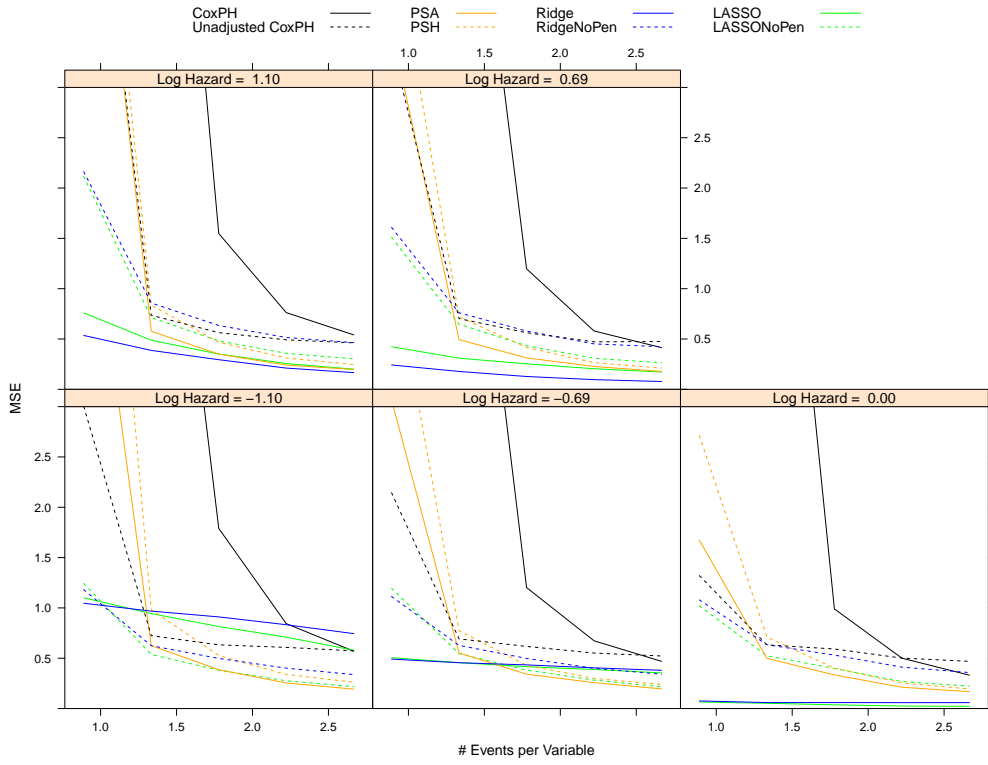 CoxPH PSA Ridge LASSO
Unadjusted CoxPH PSH RidgeNoPen LASSONoPen
1.0 1.5 2.0 2.5
Log Hazard = 1.10 Log Hazard = 0.69
2.5
2.0
1.5
1.0
0.5
MSE
Log Hazard = −1.10 Log Hazard = −0.69 Log Hazard = 0.00
2.5
2.0
1.5
1.0
0.5
1.0 1.5 2.0 2.5 1.0 1.5 2.0 2.5
# Events per Variable